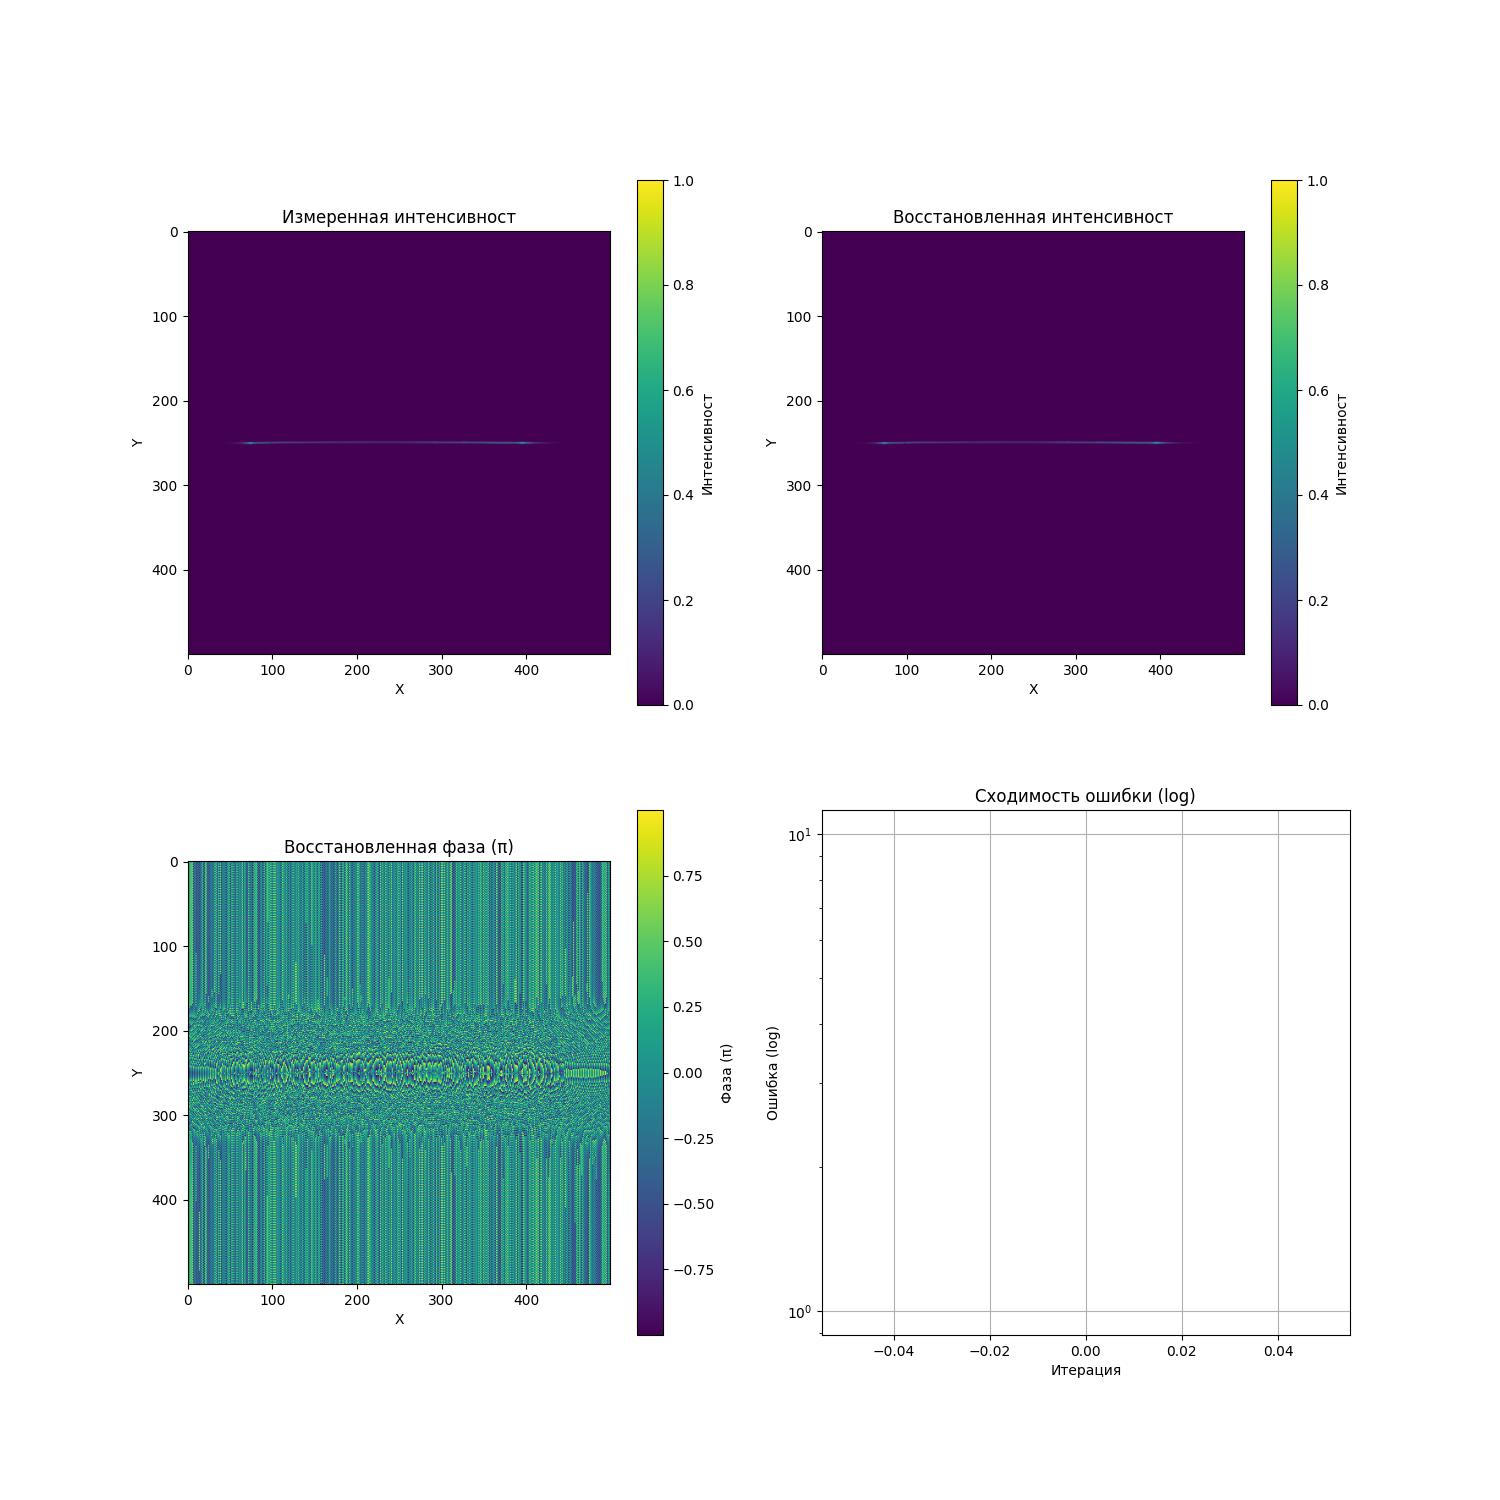 Измеренная интенсивност
0
100
200
300
400
Y
0 100 200 300 400
X
1.0
0.8
0.6
0.4
0.2
0.0
Интенсивност
Восстановленная интенсивност
0
100
200
300
400
Y
0 100 200 300 400
X
1.0
0.8
0.6
0.4
0.2
0.0
Интенсивност
Восстановленная фаза (π)
0
100
200
300
400
Y
0 100 200 300 400
X
0.75
0.50
0.25
0.00
−0.25
−0.50
−0.75
Фаза (π)
Сходимость ошибки (log)
10¹
10⁰
Ошибка (log)
−0.04 −0.02 0.00 0.02 0.04
Итерация